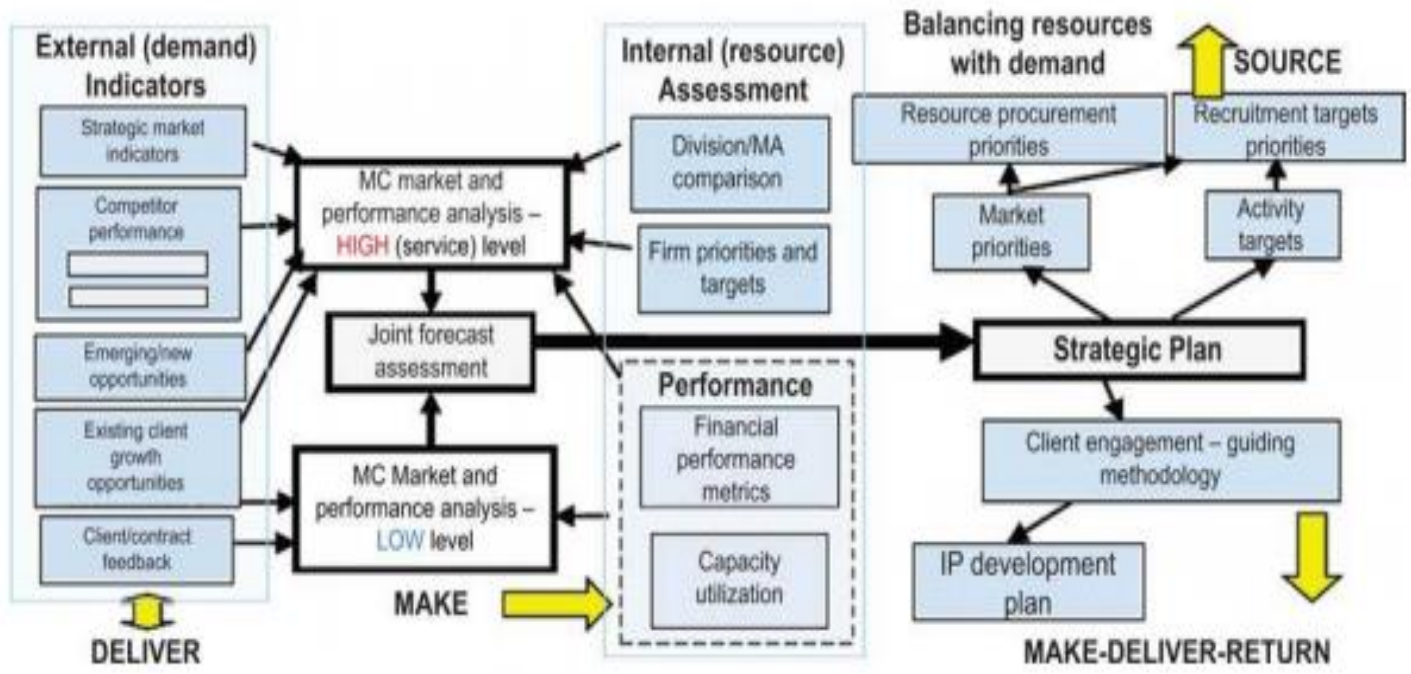 External (demand)
Indicators
Strategic market
indicators
Competitor
performance
Emerging/new
opportunities
Existing client
growth
opportunities
Client/contract
feedback
DELIVER
MC market and
performance analysis –
HIGH (service) level
Joint forecast
assessment
MC Market and
performance analysis –
LOW level
MAKE
Internal (resource)
Assessment
Division/MA
comparison
Firm priorities and
targets
Performance
Financial
performance
metrics
Capacity
utilization
Balancing resources
with demand
SOURCE
Resource procurement
priorities
Recruitment targets
priorities
Market
priorities
Activity
targets
Strategic Plan
Client engagement – guiding
methodology
IP development
plan
MAKE-DELIVER-RETURN